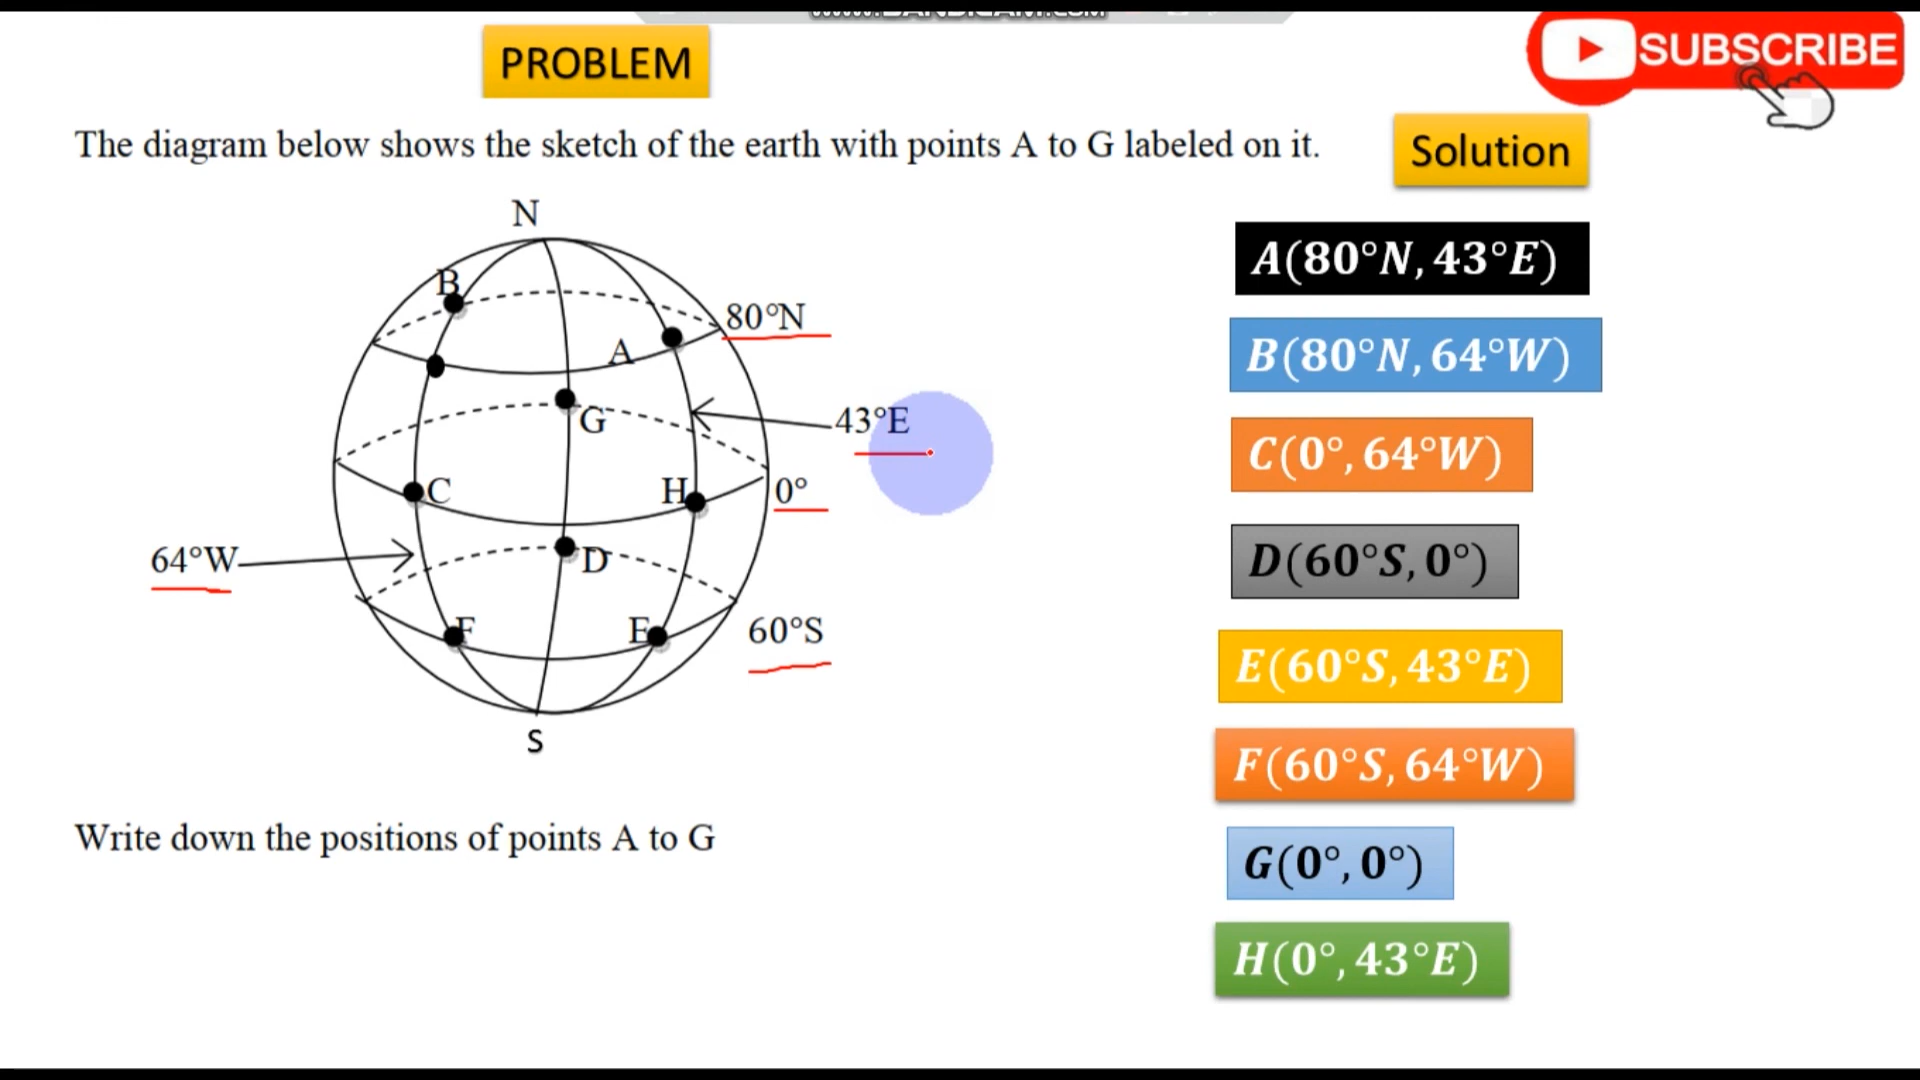 PROBLEM
SUBSCRIBE
The diagram below shows the sketch of the earth with points A to G labeled on it.
Solution
N
B
80°N
A
43°E
G
C
H
0°
64°W
D
F
E
60°S
S
Write down the positions of points A to G
A(80°N, 43°E)
B(80°N, 64°W)
C(0°, 64°W)
D(60°S, 0°)
E(60°S, 43°E)
F(60°S, 64°W)
G(0°, 0°)
H(0°, 43°E)